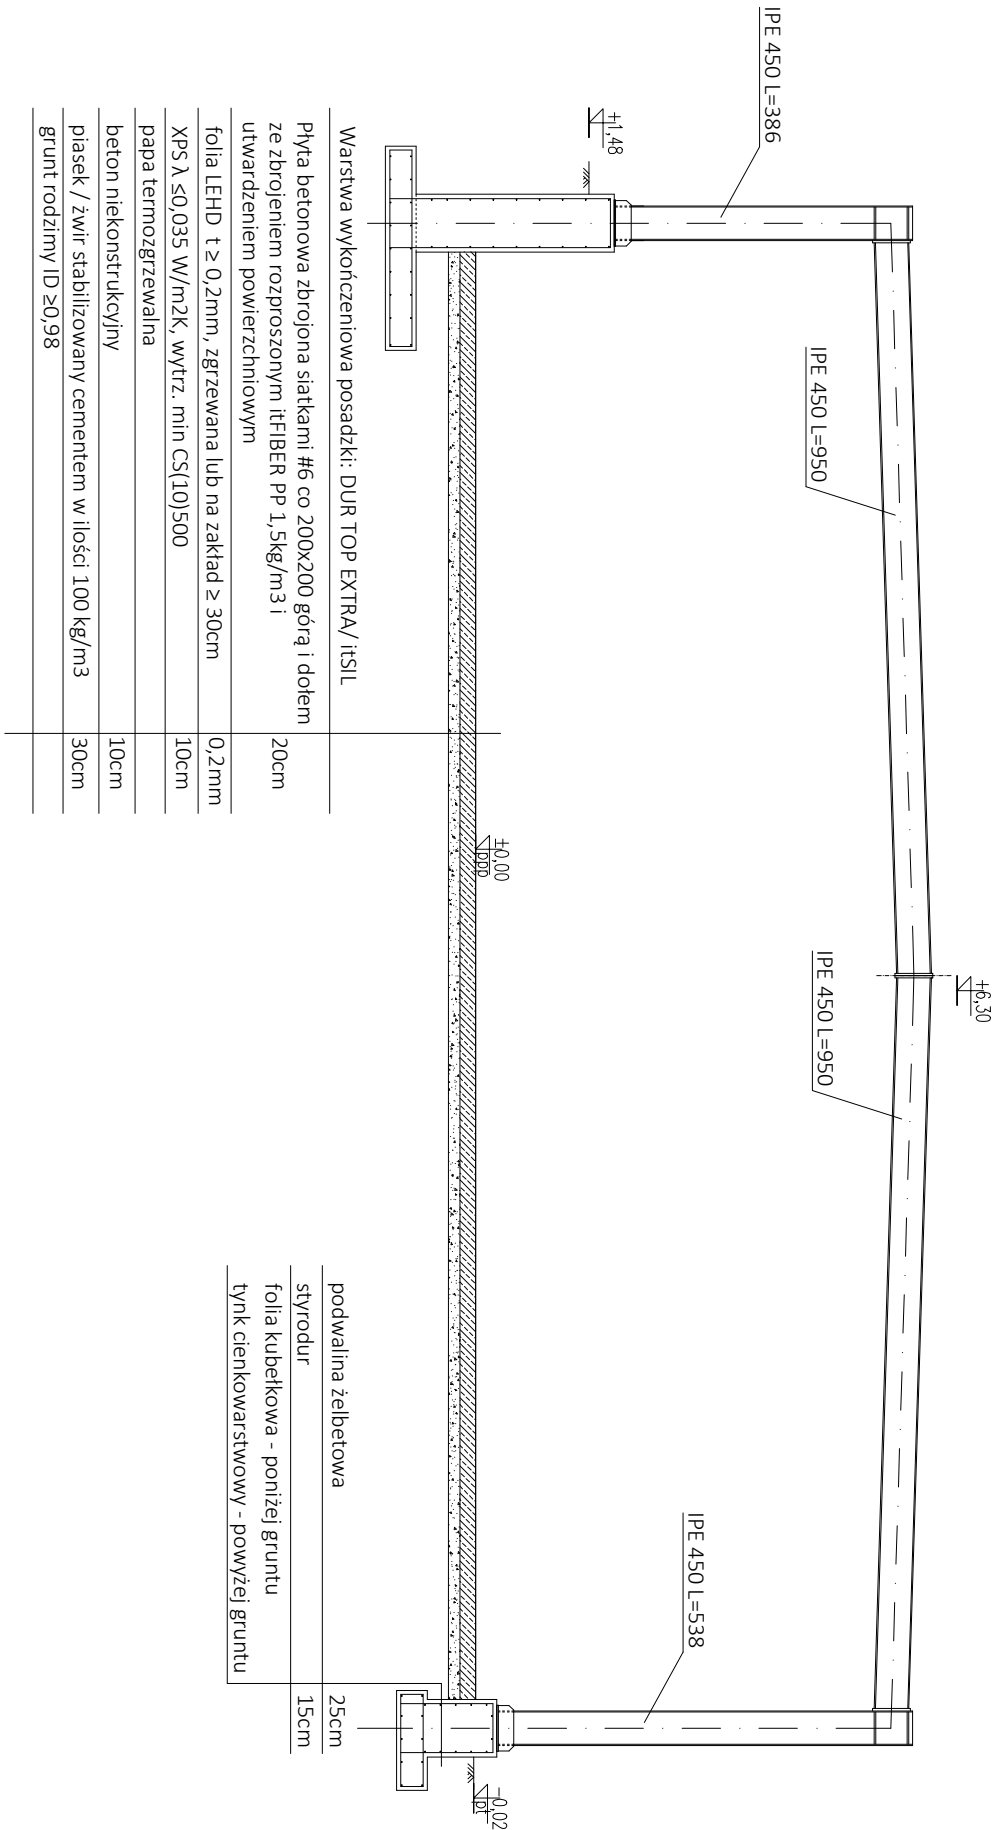 IPE 450 L=386
+1,48
IPE 450 L=950
+6,30
IPE 450 L=950
IPE 450 L=538
±0,00
ppp
-0,02
pt
Warstwa wykończeniowa posadzki: DUR TOP EXTRA/ itSIL
Płyta betonowa zbrojona siatkami #6 co 200x200 górą i dołem
ze zbrojeniem rozproszonym itFIBER PP 1,5kg/m3 i
utwardzeniem powierzchniowym
20cm
folia LEHD t ≥ 0,2mm, zgrzewana lub na zakład ≥ 30cm 0,2mm
XPS λ ≤0,035 W/m2K, wytrz. min CS(10)500 10cm
papa termozgrzewalna
beton niekonstrukcyjny 10cm
piasek / żwir stabilizowany cementem w ilości 100 kg/m3 30cm
grunt rodzimy ID ≥0,98
podwalina żelbetowa 25cm
styrodur 15cm
folia kubełkowa - poniżej gruntu
tynk cienkowarstwowy - powyżej gruntu